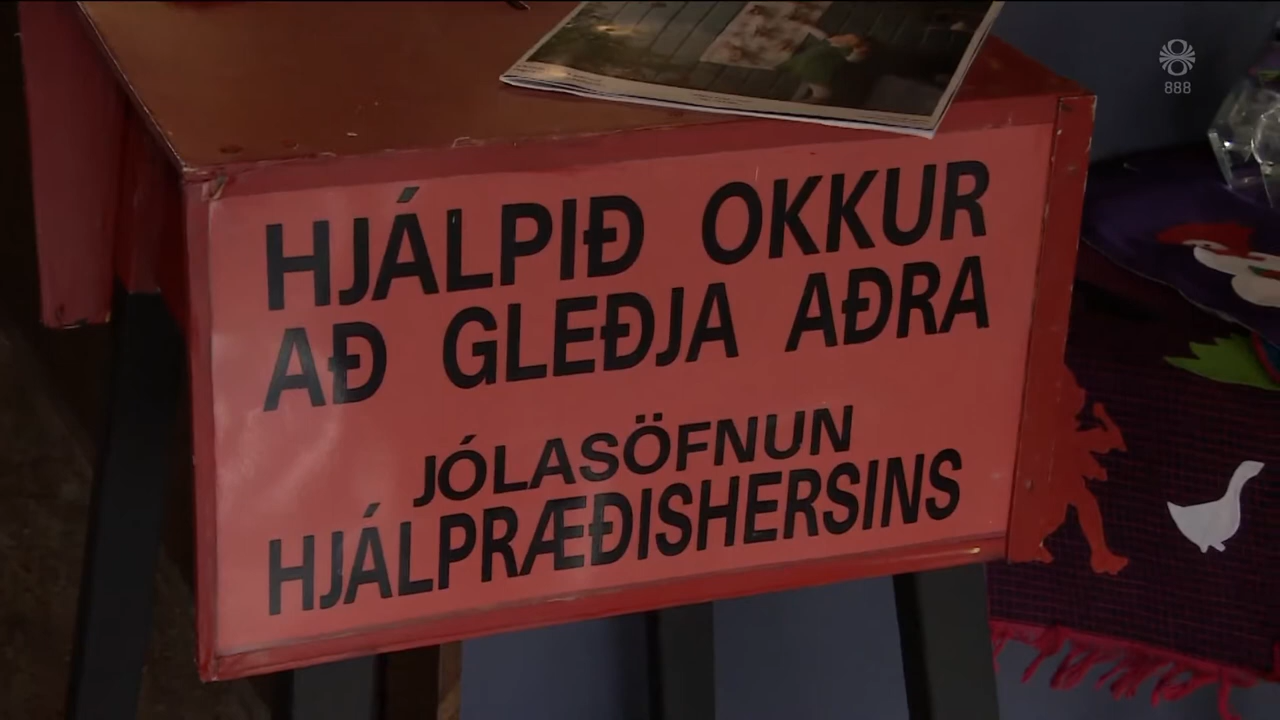 888
HJÁLPIÐ OKKUR
AÐ GLEÐJA AÐRA
JÓLASÖFNUN
HJÁLPRÆÐISHERSINS